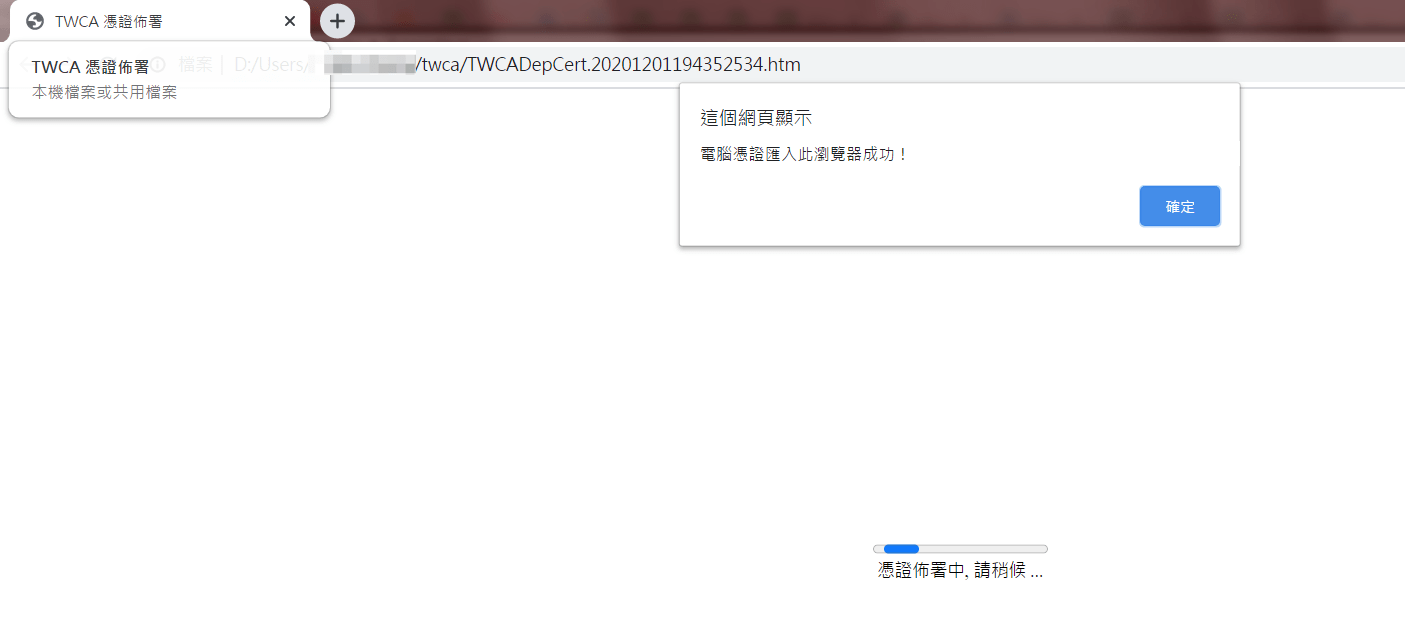 TWCA 憑證佈署
TWCA 憑證佈署
檔案 D:/Users/ /twca/TWCADepCert.20201201194352534.htm
本機檔案或共用檔案
這個網頁顯示
電腦憑證匯入此瀏覽器成功！
確定
憑證佈署中, 請稍候 ...